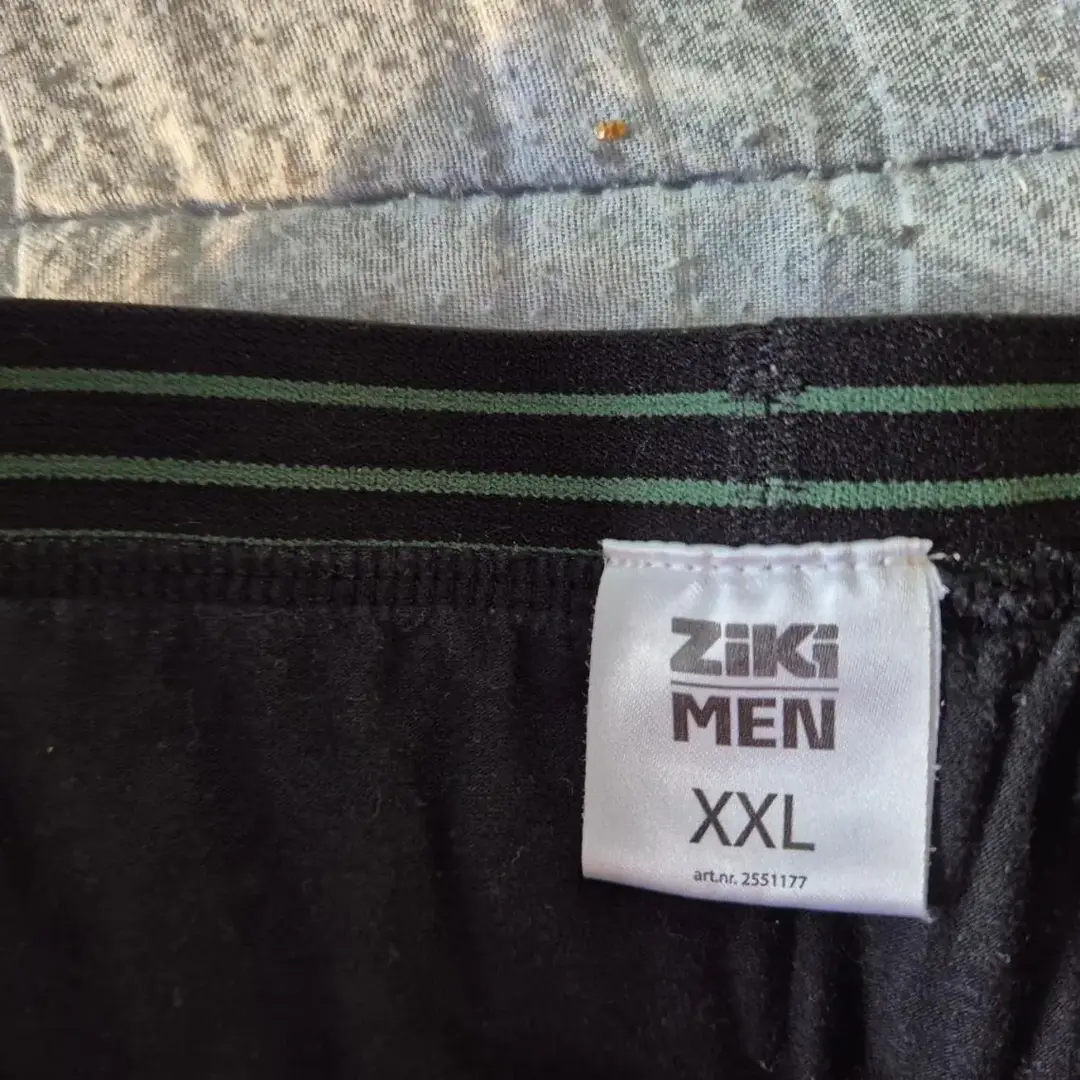 ZiKi
MEN
XXL
art.nr. 2551177